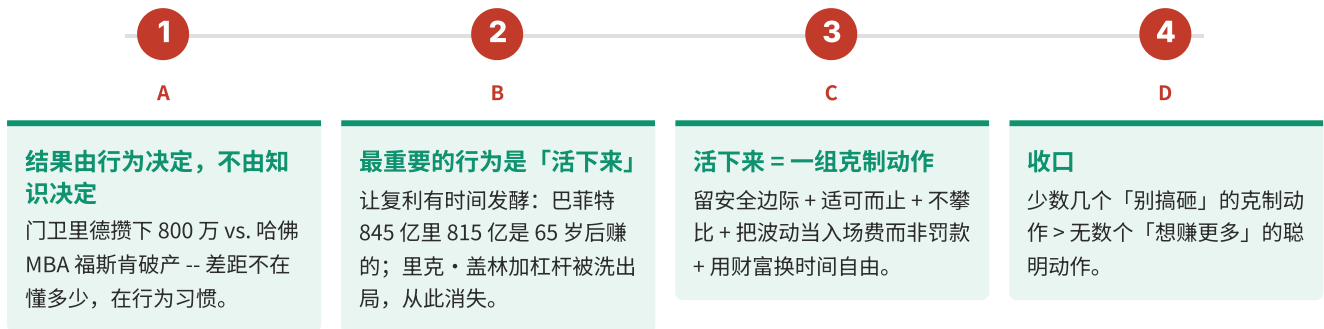 1
A
结果由行为决定，不由知
识决定
门卫里德攒下 800 万 vs. 哈佛
MBA 福斯肯破产 -- 差距不在
懂多少，在行为习惯。
2
B
最重要的行为是「活下来」
让复利有时间发酵：巴菲特
845 亿里 815 亿是 65 岁后赚
的；里克・盖林加杠杆被洗出
局，从此消失。
3
C
活下来 = 一组克制动作
留安全边际 + 适可而止 + 不攀
比 + 把波动当入场费而非罚款
+ 用财富换时间自由。
4
D
收口
少数几个「别搞砸」的克制动
作 > 无数个「想赚更多」的聪
明动作。